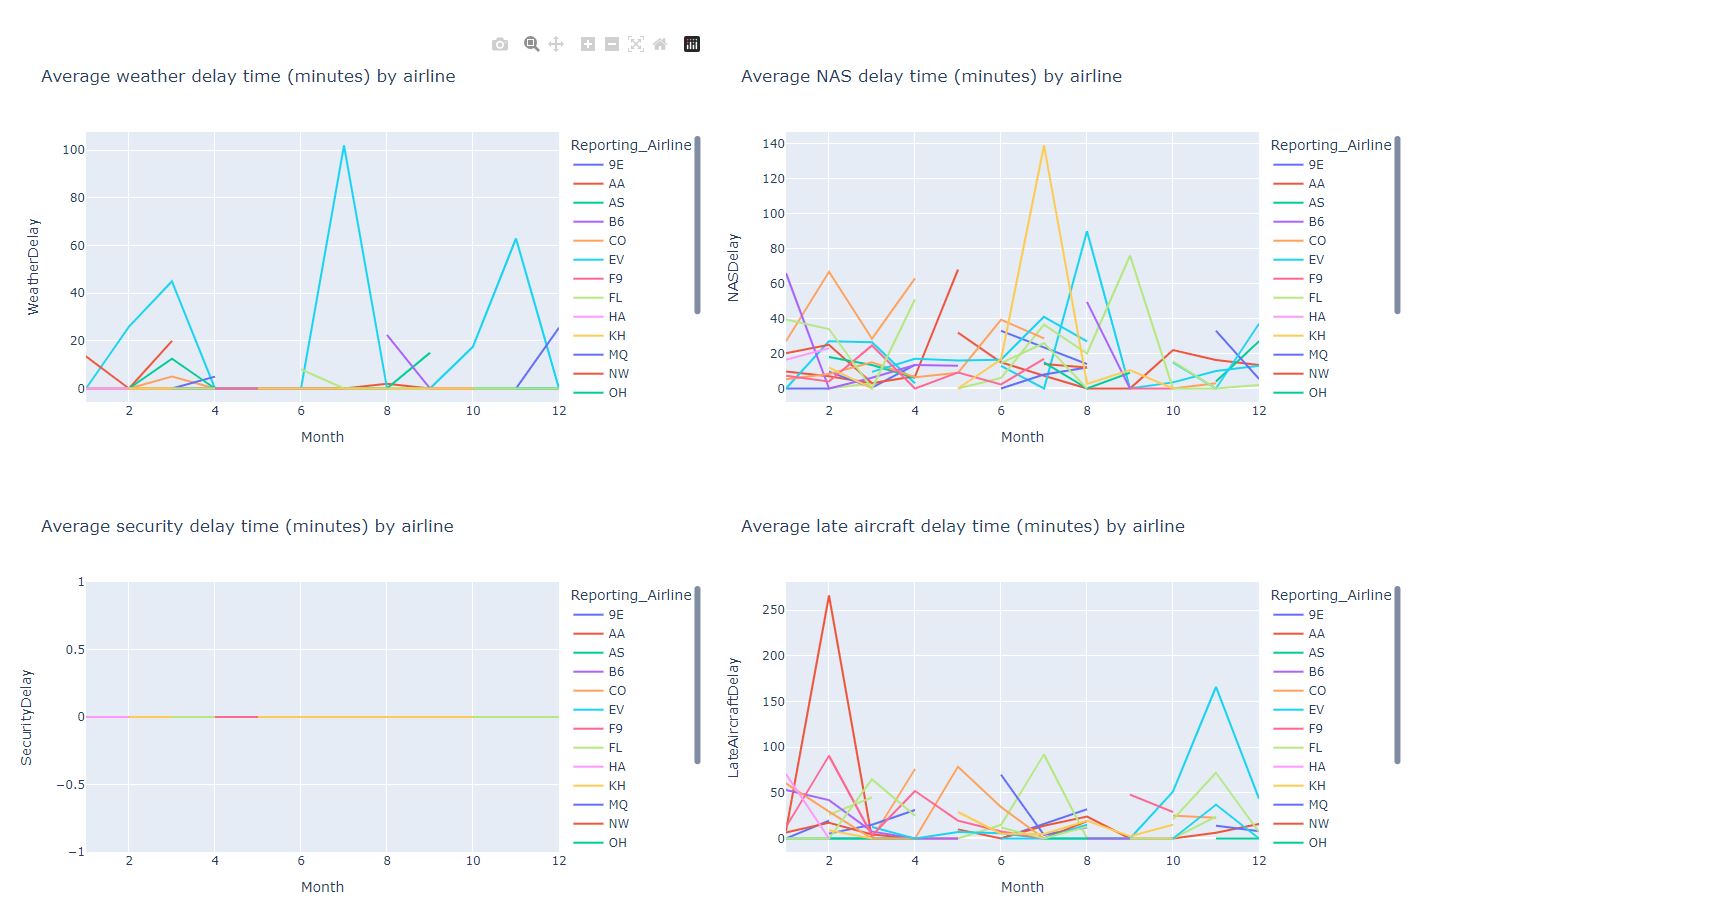 Average weather delay time (minutes) by airline
WeatherDelay
100
80
60
40
20
0
2 4 6 8 10 12
Month
Reporting_Airline
9E
AA
AS
B6
CO
EV
F9
FL
HA
KH
MQ
NW
OH
Average NAS delay time (minutes) by airline
NASDelay
140
120
100
80
60
40
20
0
2 4 6 8 10 12
Month
Reporting_Airline
9E
AA
AS
B6
CO
EV
F9
FL
HA
KH
MQ
NW
OH
Average security delay time (minutes) by airline
SecurityDelay
1
0.5
0
−0.5
−1
2 4 6 8 10 12
Month
Reporting_Airline
9E
AA
AS
B6
CO
EV
F9
FL
HA
KH
MQ
NW
OH
Average late aircraft delay time (minutes) by airline
LateAircraftDelay
250
200
150
100
50
0
2 4 6 8 10 12
Month
Reporting_Airline
9E
AA
AS
B6
CO
EV
F9
FL
HA
KH
MQ
NW
OH